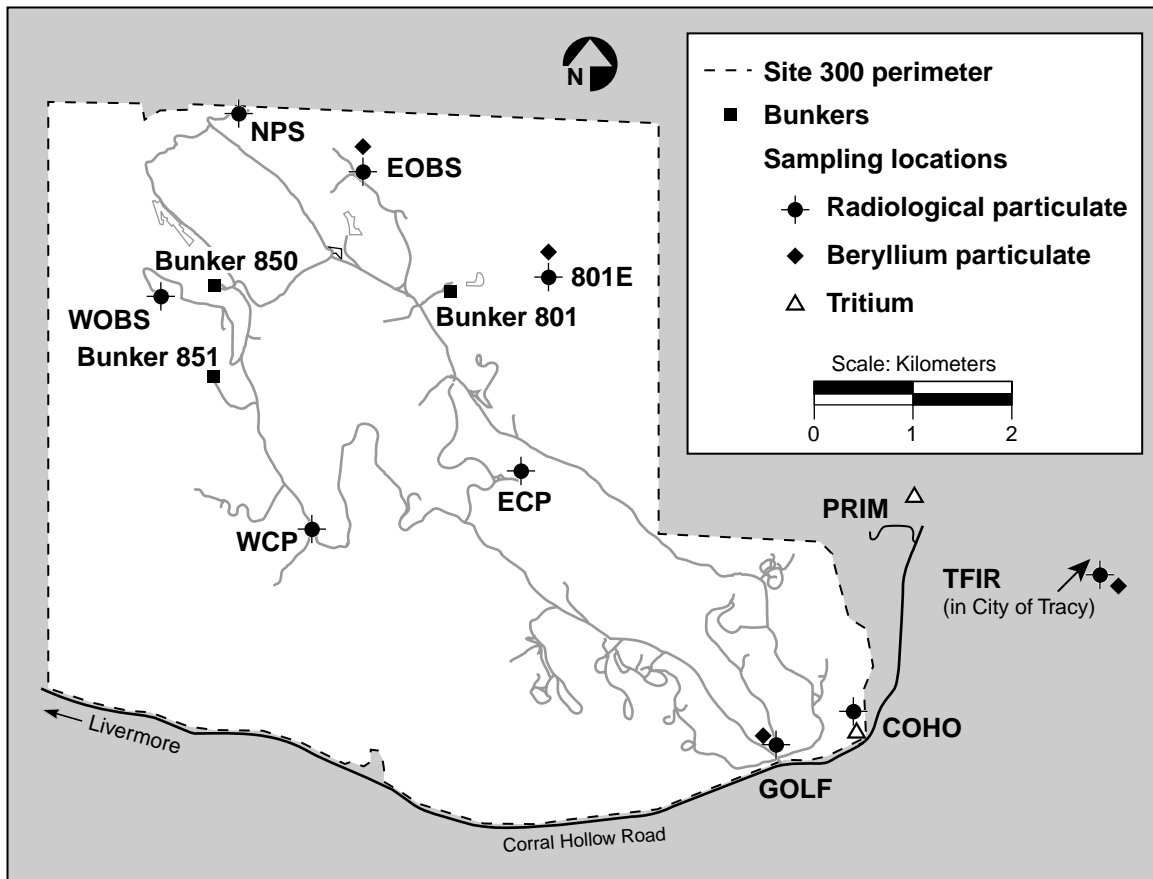 N
Site 300 perimeter
Bunkers
Sampling locations
Radiological particulate
Beryllium particulate
Tritium
Scale: Kilometers
0 1 2
NPS
EOBS
Bunker 850
801E
WOBS
Bunker 801
Bunker 851
ECP
WCP
PRIM
TFIR
(in City of Tracy)
COHO
Livermore
GOLF
Corral Hollow Road